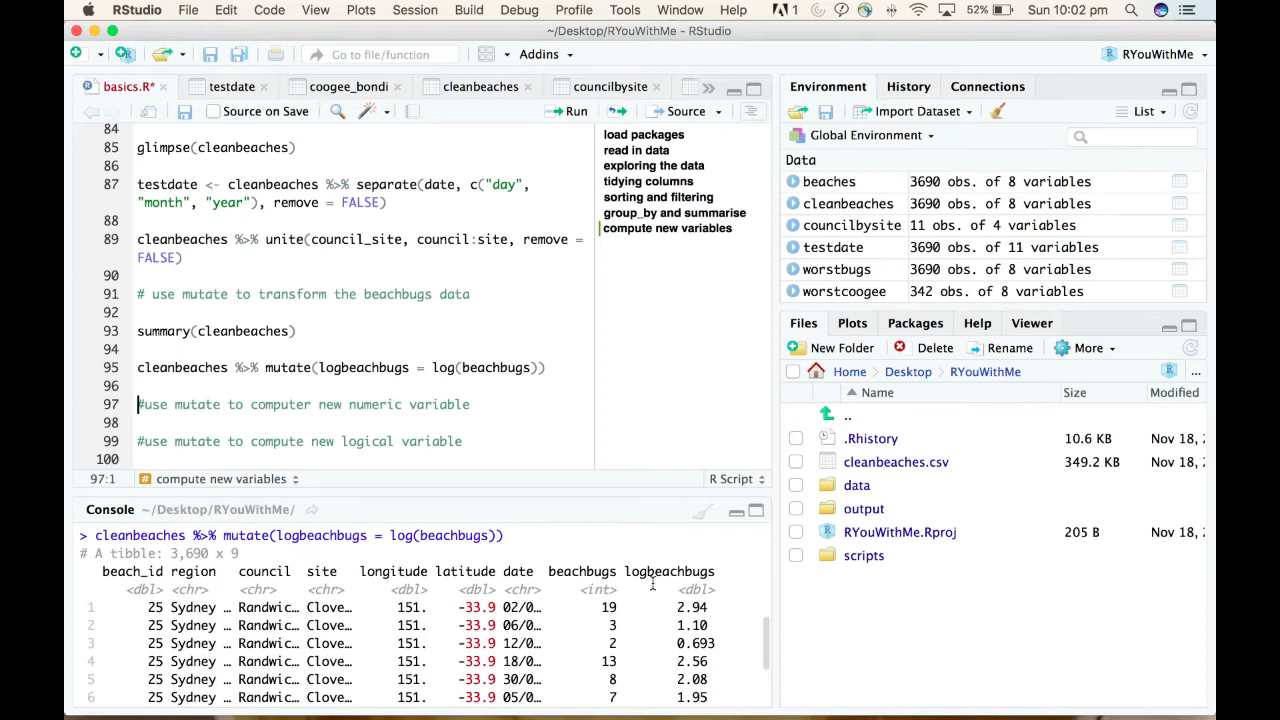 RStudio File Edit Code View Plots Session Build Debug Profile Tools Window Help 1 52% Sun 10:02 pm
~/Desktop/RYouWithMe - RStudio
Go to file/function Addins RYouWithMe
basics.R* testdate coogee_bondi cleanbeaches councilbysite
Source on Save Run Source
84
85 glimpse(cleanbeaches)
86
87 testdate <- cleanbeaches %>% separate(date, c("day",
"month", "year"), remove = FALSE)
88
89 cleanbeaches %>% unite(council_site, council:site, remove =
FALSE)
90
91 # use mutate to transform the beachbugs data
92
93 summary(cleanbeaches)
94
95 cleanbeaches %>% mutate(logbeachbugs = log(beachbugs))
96
97 #use mutate to computer new numeric variable
98
99 #use mutate to compute new logical variable
100
load packages
read in data
exploring the data
tidying columns
sorting and filtering
group_by and summarise
compute new variables
97:1 # compute new variables R Script
Console ~/Desktop/RYouWithMe/
> cleanbeaches %>% mutate(logbeachbugs = log(beachbugs))
# A tibble: 3,690 x 9
beach_id region council site longitude latitude date beachbugs logbeachbugs
<dbl> <chr> <chr> <chr> <dbl> <dbl> <chr> <int> <dbl>
1 25 Sydney … Randwic… Clove… 151. -33.9 02/0… 19 2.94
2 25 Sydney … Randwic… Clove… 151. -33.9 06/0… 3 1.10
3 25 Sydney … Randwic… Clove… 151. -33.9 12/0… 2 0.693
4 25 Sydney … Randwic… Clove… 151. -33.9 18/0… 13 2.56
5 25 Sydney … Randwic… Clove… 151. -33.9 30/0… 8 2.08
6 25 Sydney … Randwic… Clove… 151. -33.9 05/0… 7 1.95
Environment History Connections
Import Dataset List
Global Environment
Data
beaches 3690 obs. of 8 variables
cleanbeaches 3690 obs. of 8 variables
councilbysite 11 obs. of 4 variables
testdate 3690 obs. of 11 variables
worstbugs 3690 obs. of 8 variables
worstcoogee 342 obs. of 8 variables
Files Plots Packages Help Viewer
New Folder Delete Rename More
Home Desktop RYouWithMe ...
Name Size Modified
..
.Rhistory 10.6 KB Nov 18, 2
cleanbeaches.csv 349.2 KB Nov 18, 2
data
output
RYouWithMe.Rproj 205 B Nov 18, 2
scripts